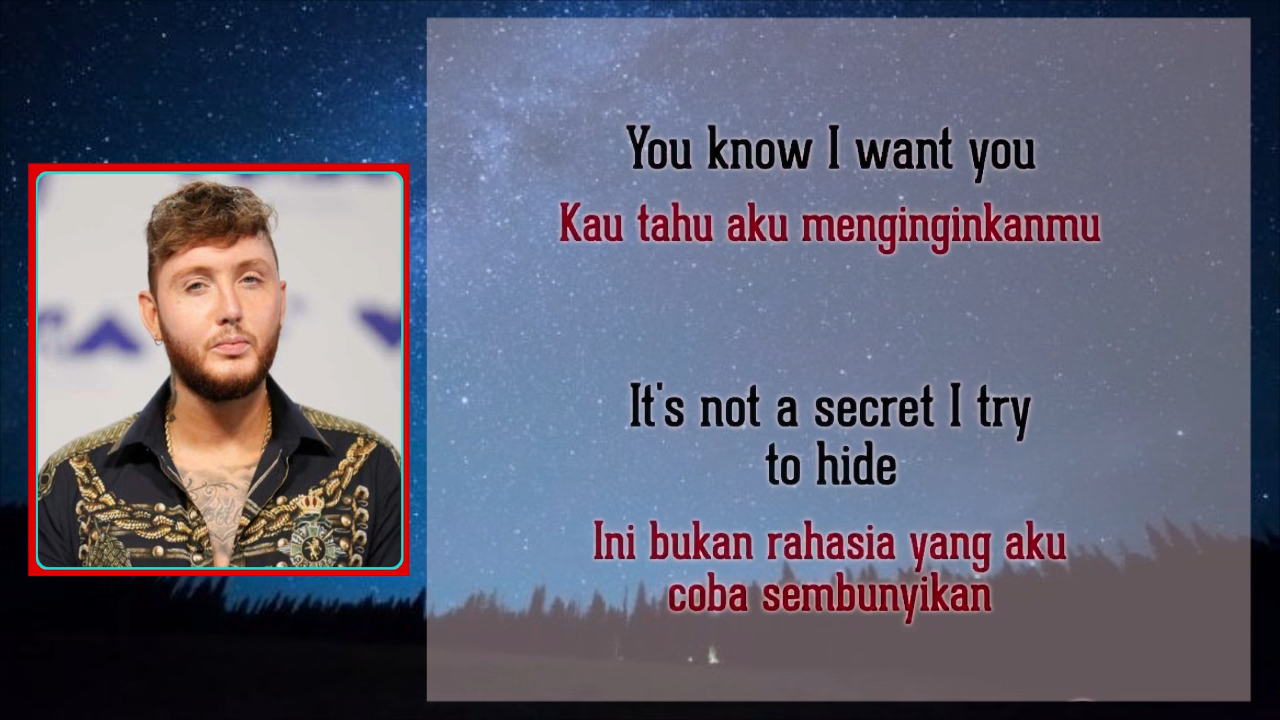 You know I want you
Kau tahu aku menginginkanmu
It's not a secret I try
to hide
Ini bukan rahasia yang aku
coba sembunyikan